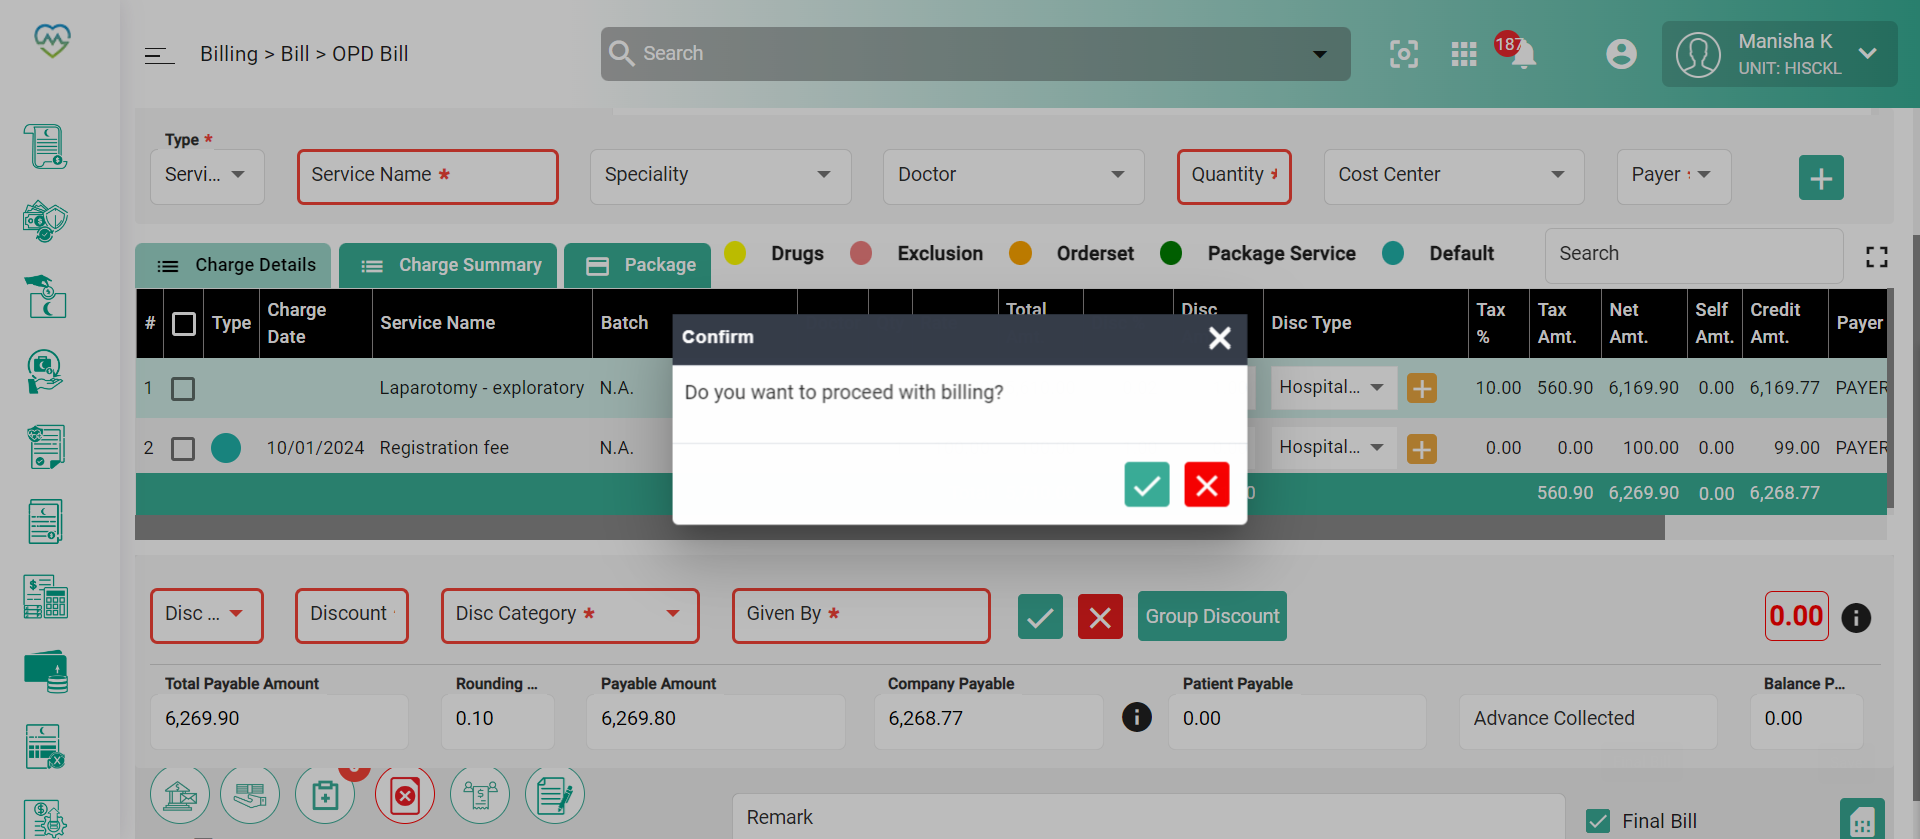 Billing > Bill > OPD Bill
Search
187
Manisha K
UNIT: HISCKL
Type *
Servi...
Service Name *
Speciality
Doctor
Quantity *
Cost Center
Payer
Charge Details
Charge Summary
Package
Drugs
Exclusion
Orderset
Package Service
Default
Search
# Type Charge Date Service Name Batch Total Disc Disc Type Tax % Tax Amt. Net Amt. Self Amt. Credit Amt. Payer
1 Laparotomy - exploratory N.A. Hospital... 10.00 560.90 6,169.90 0.00 6,169.77 PAYER
2 10/01/2024 Registration fee N.A. Hospital... 0.00 0.00 100.00 0.00 99.00 PAYER
0 560.90 6,269.90 0.00 6,268.77
Confirm
Do you want to proceed with billing?
Disc ...
Discount
Disc Category *
Given By *
Group Discount
0.00
Total Payable Amount
6,269.90
Rounding ...
0.10
Payable Amount
6,269.80
Company Payable
6,268.77
Patient Payable
0.00
Advance Collected
Balance P...
0.00
Remark
Final Bill